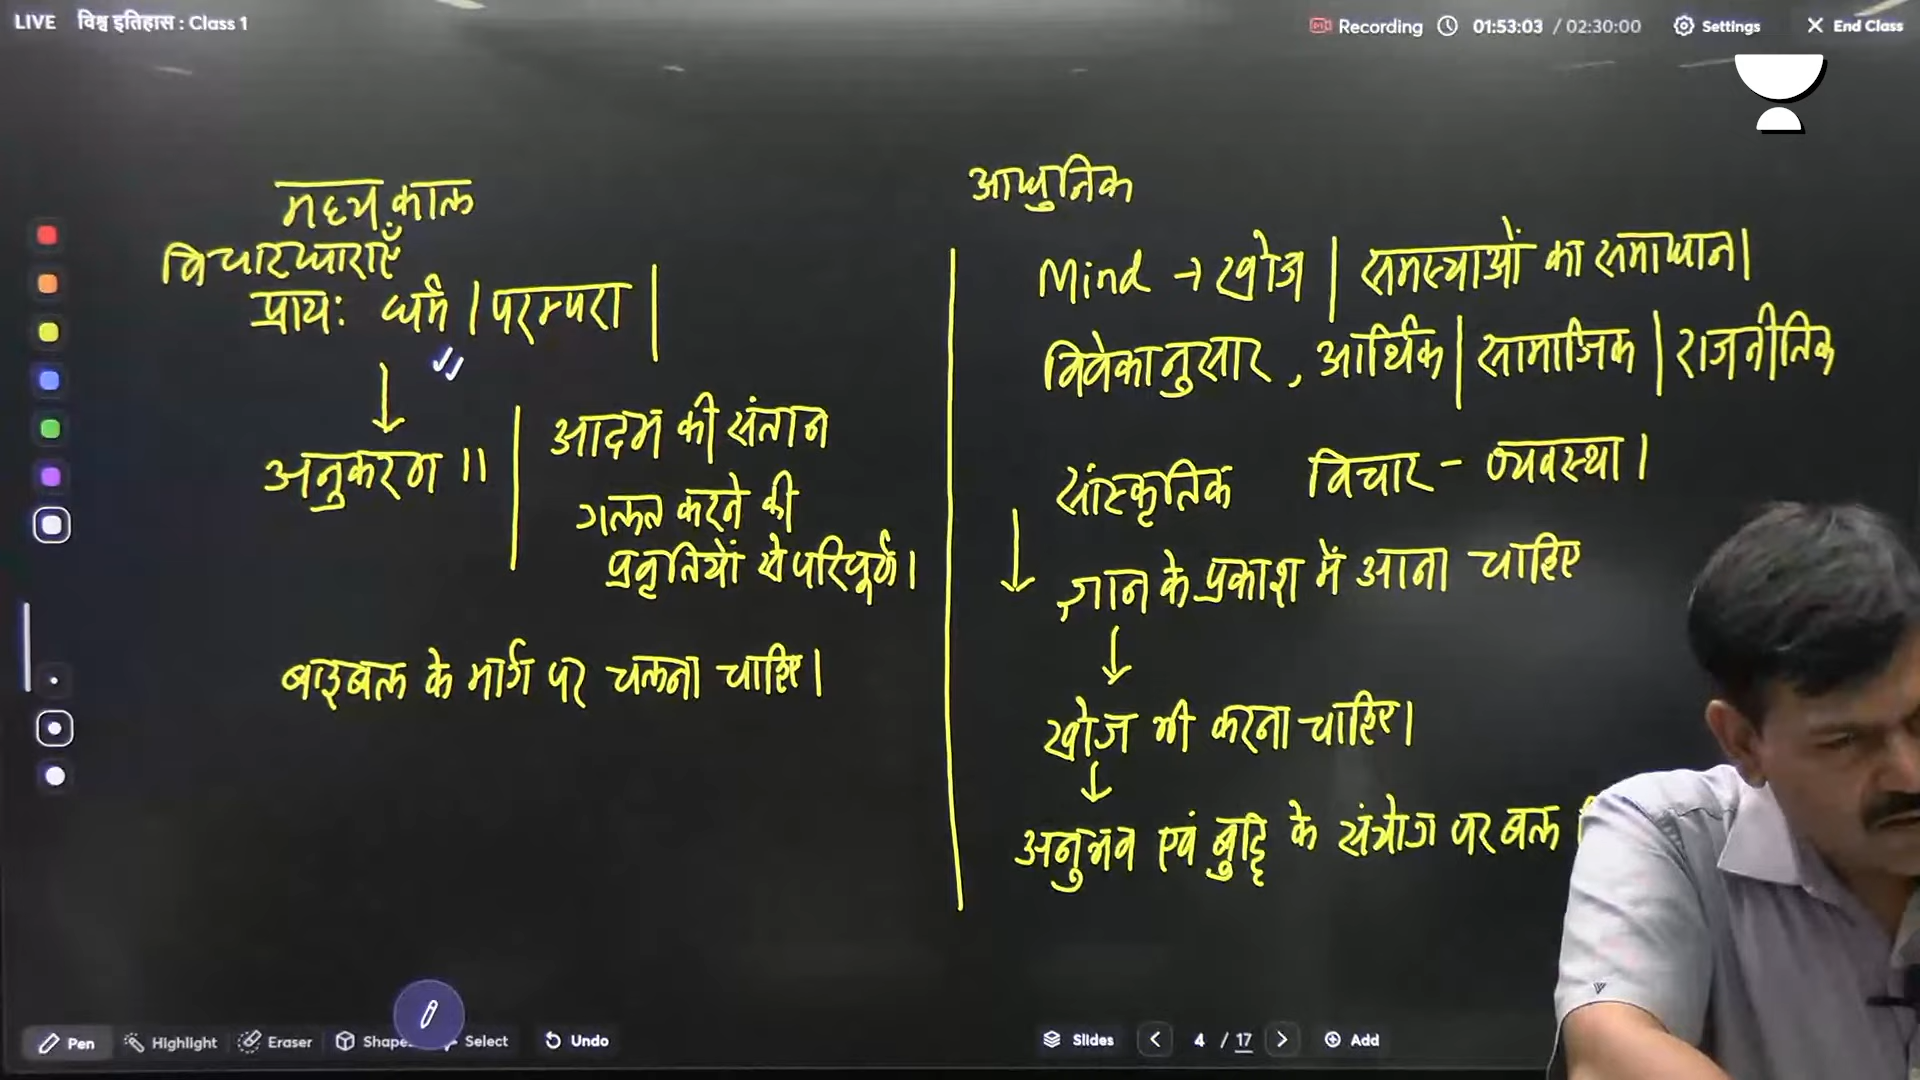 LIVE विश्व इतिहास : Class 1
Recording 01:53:03 / 02:30:00 Settings End Class
मध्य काल
विचारधाराएँ
प्रायः धर्म | परम्परा |
अनुकरण ।।
आदम की संतान
गलत करने की
प्रवृतियों से परिपूर्ण।
बाइबल के मार्ग पर चलना चाहिए।
आधुनिक
Mind → खोज | समस्याओं का समाधान।
विवेकानुसार, आर्थिक | सामाजिक | राजनीतिक
सांस्कृतिक विचार - व्यवस्था।
↓ ज्ञान के प्रकाश में आना चाहिए
↓
खोज भी करना चाहिए।
↓
अनुभव एवं बुद्धि के संयोग पर बल
Pen Highlight Eraser Shape Select Undo Slides 4 / 17 Add